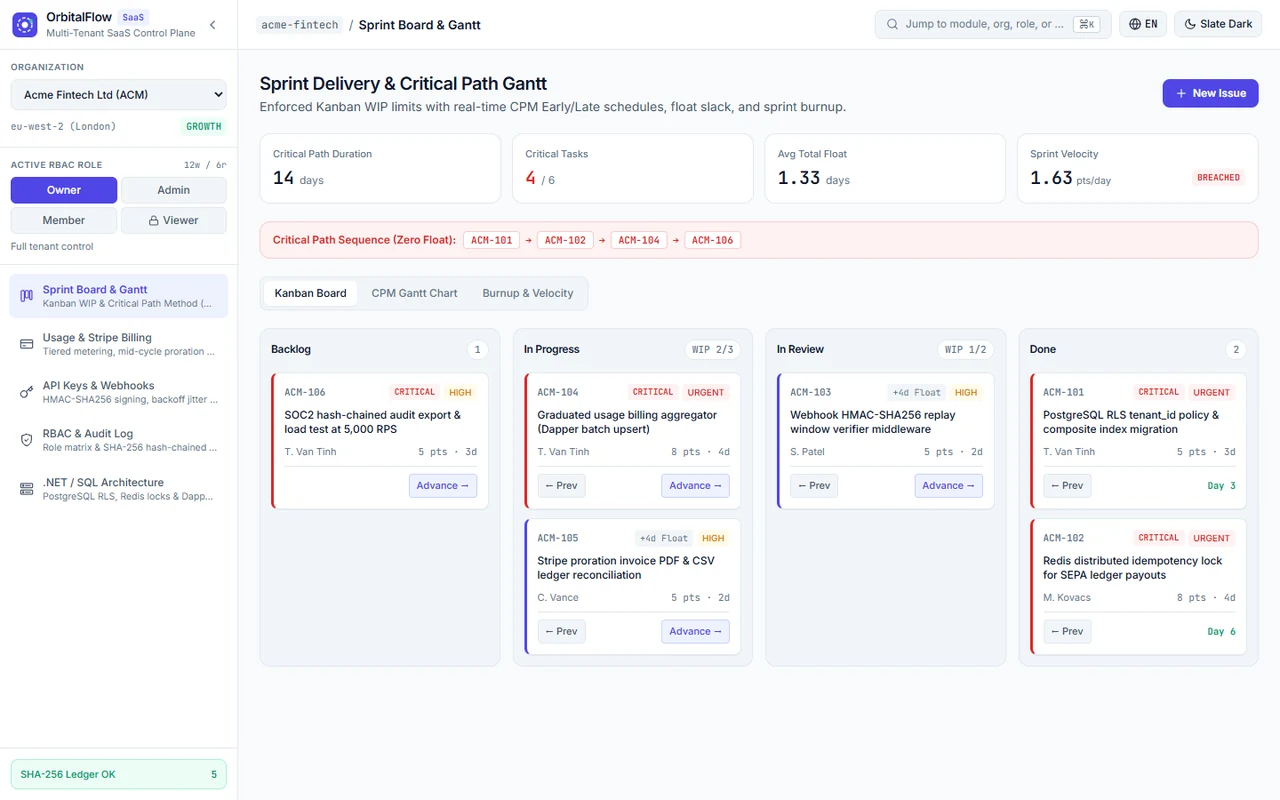 OrbitalFlow SaaS
Multi-Tenant SaaS Control Plane
acme-fintech / Sprint Board & Gantt
Jump to module, org, role, or ... ⌘K
EN
Slate Dark
ORGANIZATION
Acme Fintech Ltd (ACM)
eu-west-2 (London) GROWTH
ACTIVE RBAC ROLE 12w / 6r
Owner Admin
Member Viewer
Full tenant control
Sprint Board & Gantt
Kanban WIP & Critical Path Method (...
Usage & Stripe Billing
Tiered metering, mid-cycle proration ...
API Keys & Webhooks
HMAC-SHA256 signing, backoff jitter ...
RBAC & Audit Log
Role matrix & SHA-256 hash-chained ...
.NET / SQL Architecture
PostgreSQL RLS, Redis locks & Dapp...
SHA-256 Ledger OK 5
Sprint Delivery & Critical Path Gantt
Enforced Kanban WIP limits with real-time CPM Early/Late schedules, float slack, and sprint burnup.
+ New Issue
Critical Path Duration
14 days
Critical Tasks
4 / 6
Avg Total Float
1.33 days
Sprint Velocity
1.63 pts/day BREACHED
Critical Path Sequence (Zero Float): ACM-101 → ACM-102 → ACM-104 → ACM-106
Kanban Board CPM Gantt Chart Burnup & Velocity
Backlog 1
ACM-106 CRITICAL HIGH
SOC2 hash-chained audit export &
load test at 5,000 RPS
T. Van Tinh 5 pts · 3d
Advance →
In Progress WIP 2/3
ACM-104 CRITICAL URGENT
Graduated usage billing aggregator
(Dapper batch upsert)
T. Van Tinh 8 pts · 4d
← Prev Advance →
ACM-105 +4d Float HIGH
Stripe proration invoice PDF & CSV
ledger reconciliation
C. Vance 5 pts · 2d
← Prev Advance →
In Review WIP 1/2
ACM-103 +4d Float HIGH
Webhook HMAC-SHA256 replay
window verifier middleware
S. Patel 5 pts · 2d
← Prev Advance →
Done 2
ACM-101 CRITICAL URGENT
PostgreSQL RLS tenant_id policy &
composite index migration
T. Van Tinh 5 pts · 3d
← Prev Day 3
ACM-102 CRITICAL URGENT
Redis distributed idempotency lock
for SEPA ledger payouts
M. Kovacs 8 pts · 4d
← Prev Day 6